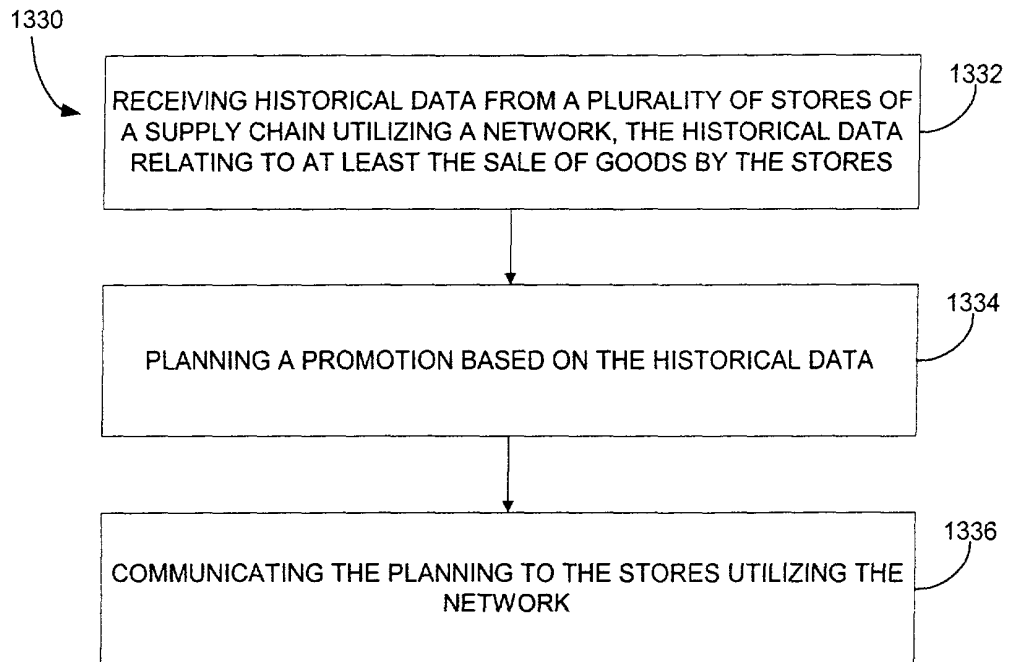 1330
1332
RECEIVING HISTORICAL DATA FROM A PLURALITY OF STORES OF
A SUPPLY CHAIN UTILIZING A NETWORK, THE HISTORICAL DATA
RELATING TO AT LEAST THE SALE OF GOODS BY THE STORES
1334
PLANNING A PROMOTION BASED ON THE HISTORICAL DATA
1336
COMMUNICATING THE PLANNING TO THE STORES UTILIZING THE
NETWORK